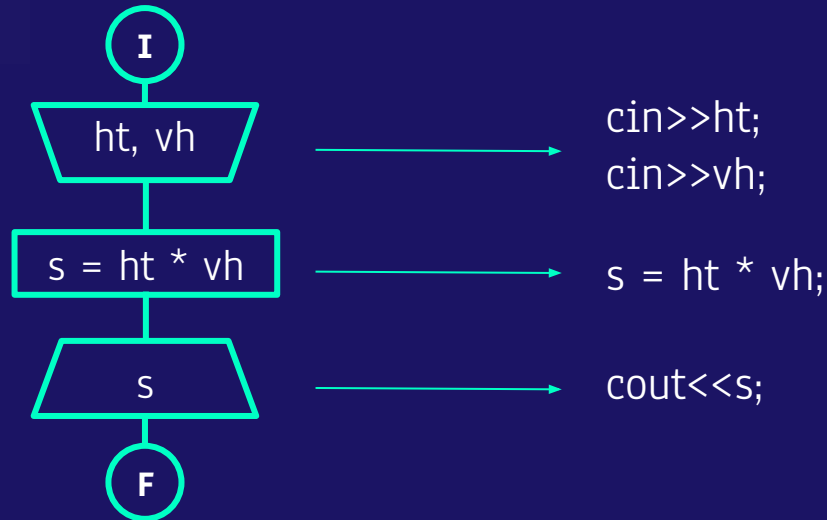 I
ht, vh
cin>>ht;
cin>>vh;
s = ht * vh
s = ht * vh;
s
cout<<s;
F